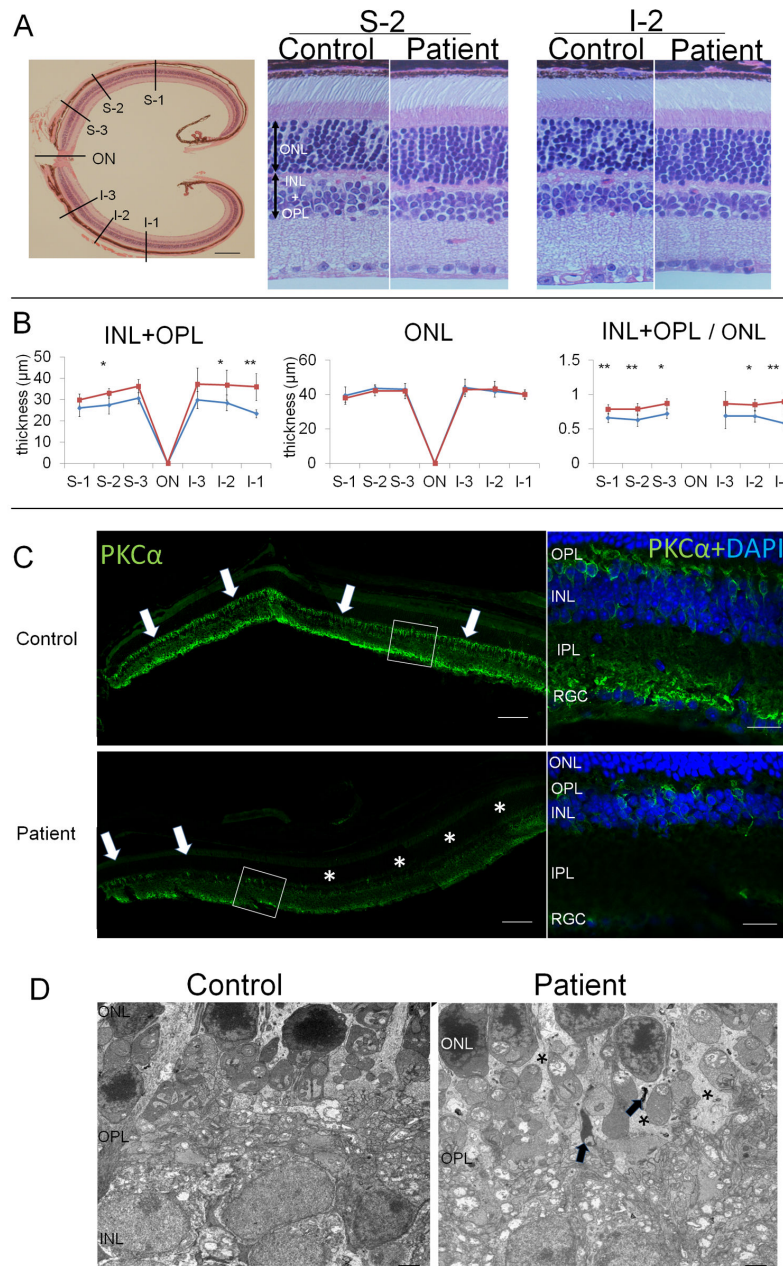 A
S-2
I-2
Control
Patient
Control
Patient
S-1
S-2
S-3
ON
I-3
I-2
I-1
ONL
INL
+
OPL
B
INL+OPL
ONL
INL+OPL / ONL
thickness (µm)
50
40
30
20
10
0
*
*
**
S-1 S-2 S-3 ON I-3 I-2 I-1
thickness (µm)
60
40
20
0
S-1 S-2 S-3 ON I-3 I-2 I-1
1.5
1
0.5
0
** ** * * **
S-1 S-2 S-3 ON I-3 I-2 I-
C
PKCα
PKCα+DAPI
Control
OPL
INL
IPL
RGC
Patient
* * * *
ONL
OPL
INL
IPL
RGC
D
Control
Patient
ONL
OPL
INL
ONL
OPL
*
*
*